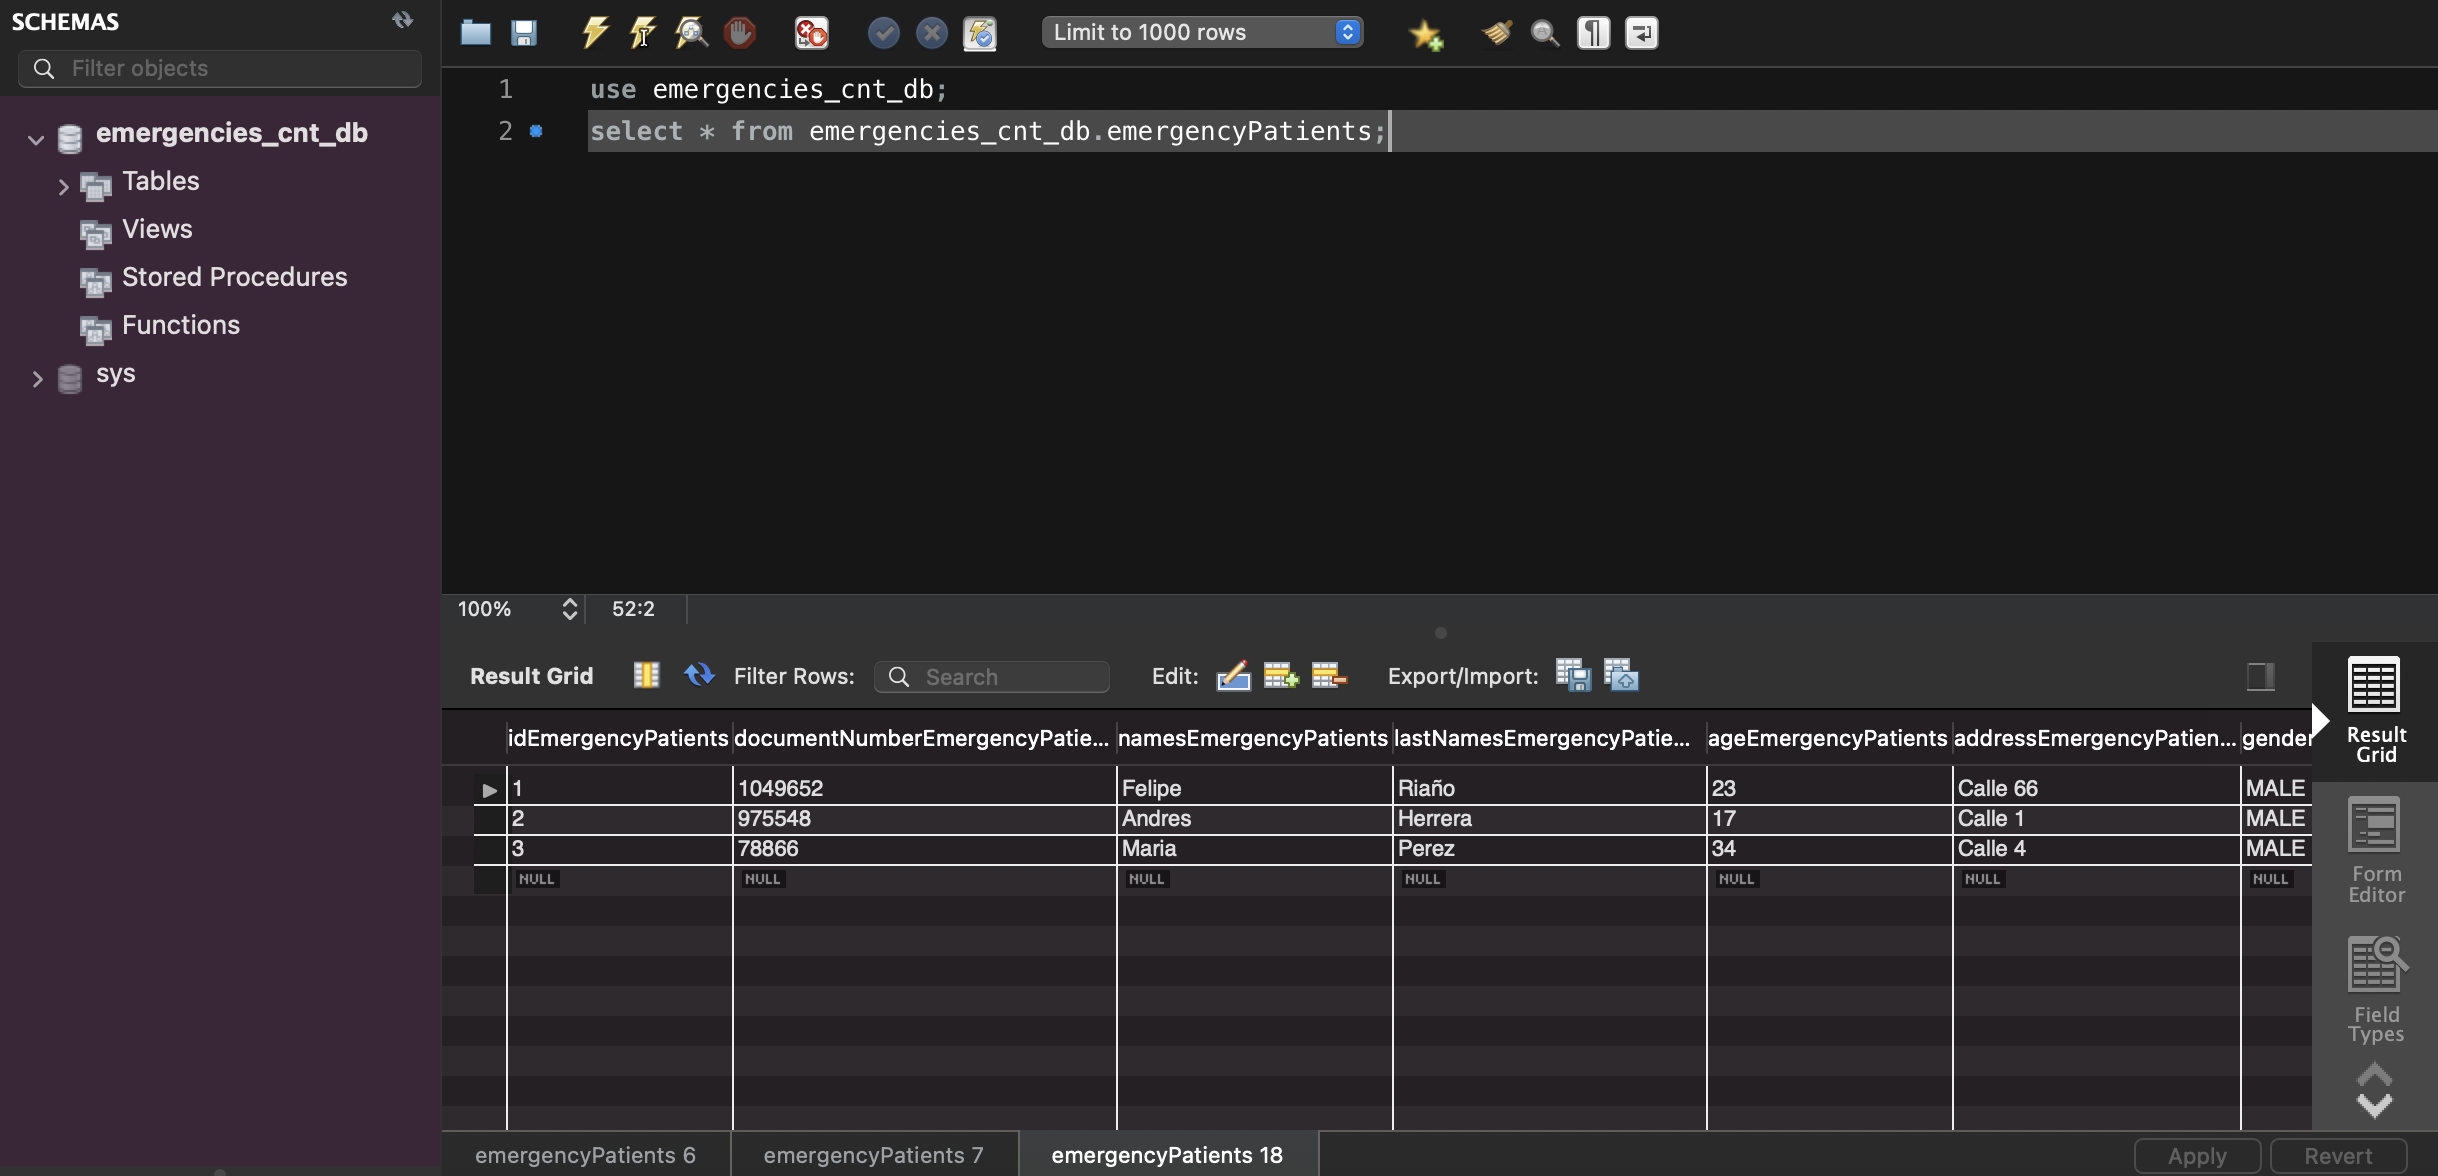 SCHEMAS
Filter objects
emergencies_cnt_db
Tables
Views
Stored Procedures
Functions
sys
Limit to 1000 rows
1 use emergencies_cnt_db;
2 select * from emergencies_cnt_db.emergencyPatients;
100% 52:2
Result Grid Filter Rows: Search Edit: Export/Import:
idEmergencyPatients documentNumberEmergencyPatie... namesEmergencyPatients lastNamesEmergencyPatie... ageEmergencyPatients addressEmergencyPatien... gender
1 1049652 Felipe Riaño 23 Calle 66 MALE
2 975548 Andres Herrera 17 Calle 1 MALE
3 78866 Maria Perez 34 Calle 4 MALE
NULL NULL NULL NULL NULL NULL NULL
Result
Grid
Form
Editor
Field
Types
emergencyPatients 6 emergencyPatients 7 emergencyPatients 18 Apply Revert